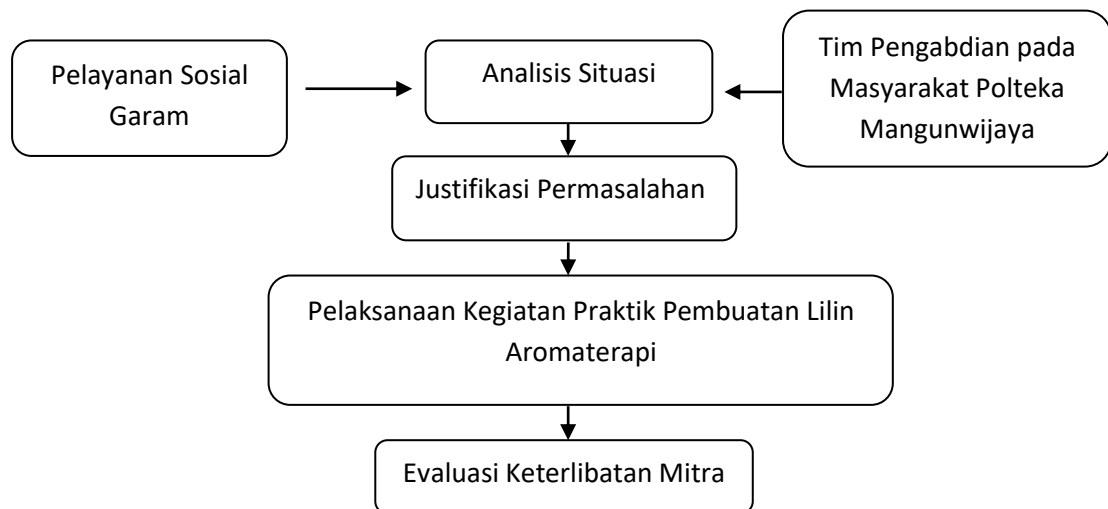 Pelayanan Sosial
Garam
Analisis Situasi
Tim Pengabdian pada
Masyarakat Polteka
Mangunwijaya
Justifikasi Permasalahan
Pelaksanaan Kegiatan Praktik Pembuatan Lilin
Aromaterapi
Evaluasi Keterlibatan Mitra